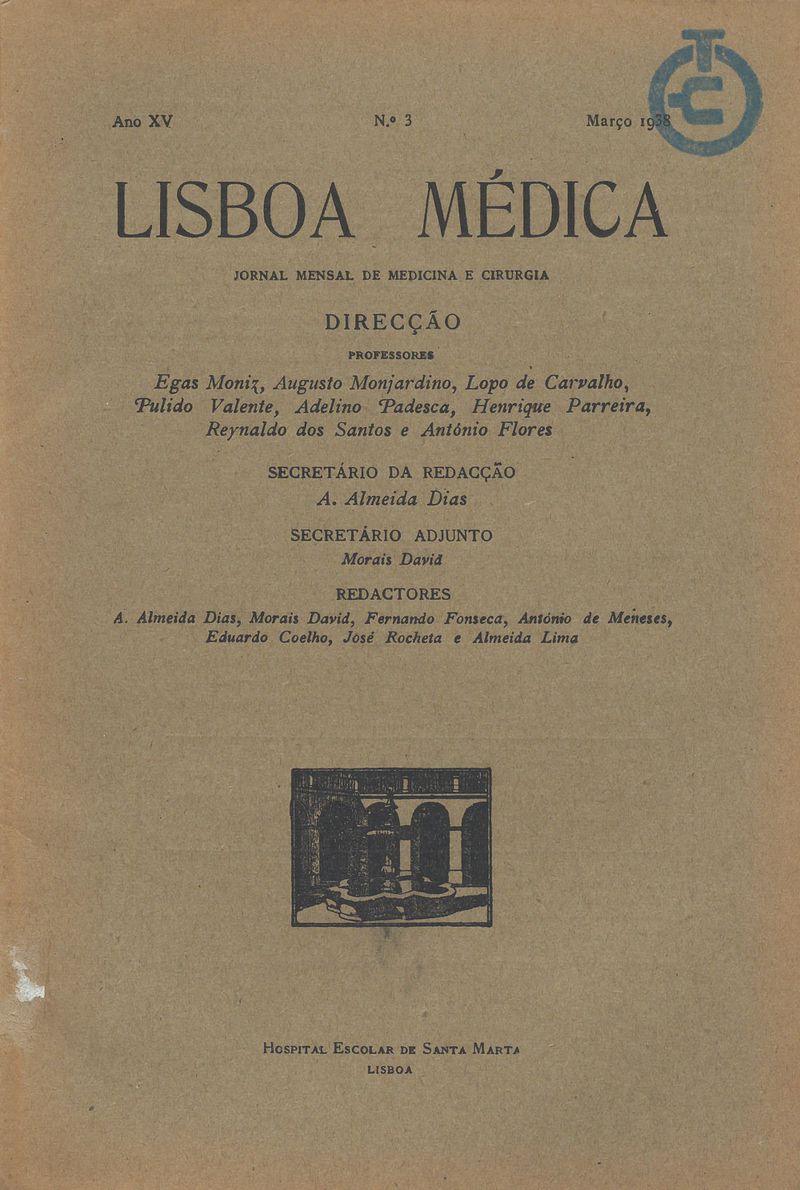 Ano XV N.º 3 Março 1938
LISBOA MÉDICA
JORNAL MENSAL DE MEDICINA E CIRURGIA
DIRECÇÃO
PROFESSORES
Egas Moniz, Augusto Monjardino, Lopo de Carvalho,
Pulido Valente, Adelino Padesca, Henrique Parreira,
Reynaldo dos Santos e António Flores
SECRETÁRIO DA REDACÇÃO
A. Almeida Dias
SECRETÁRIO ADJUNTO
Morais David
REDACTORES
A. Almeida Dias, Morais David, Fernando Fonseca, António de Meneses,
Eduardo Coelho, José Rocheta e Almeida Lima
HOSPITAL ESCOLAR DE SANTA MARTA
LISBOA